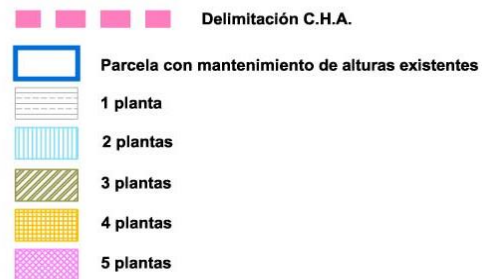 Delimitación C.H.A.
Parcela con mantenimiento de alturas existentes
1 planta
2 plantas
3 plantas
4 plantas
5 plantas